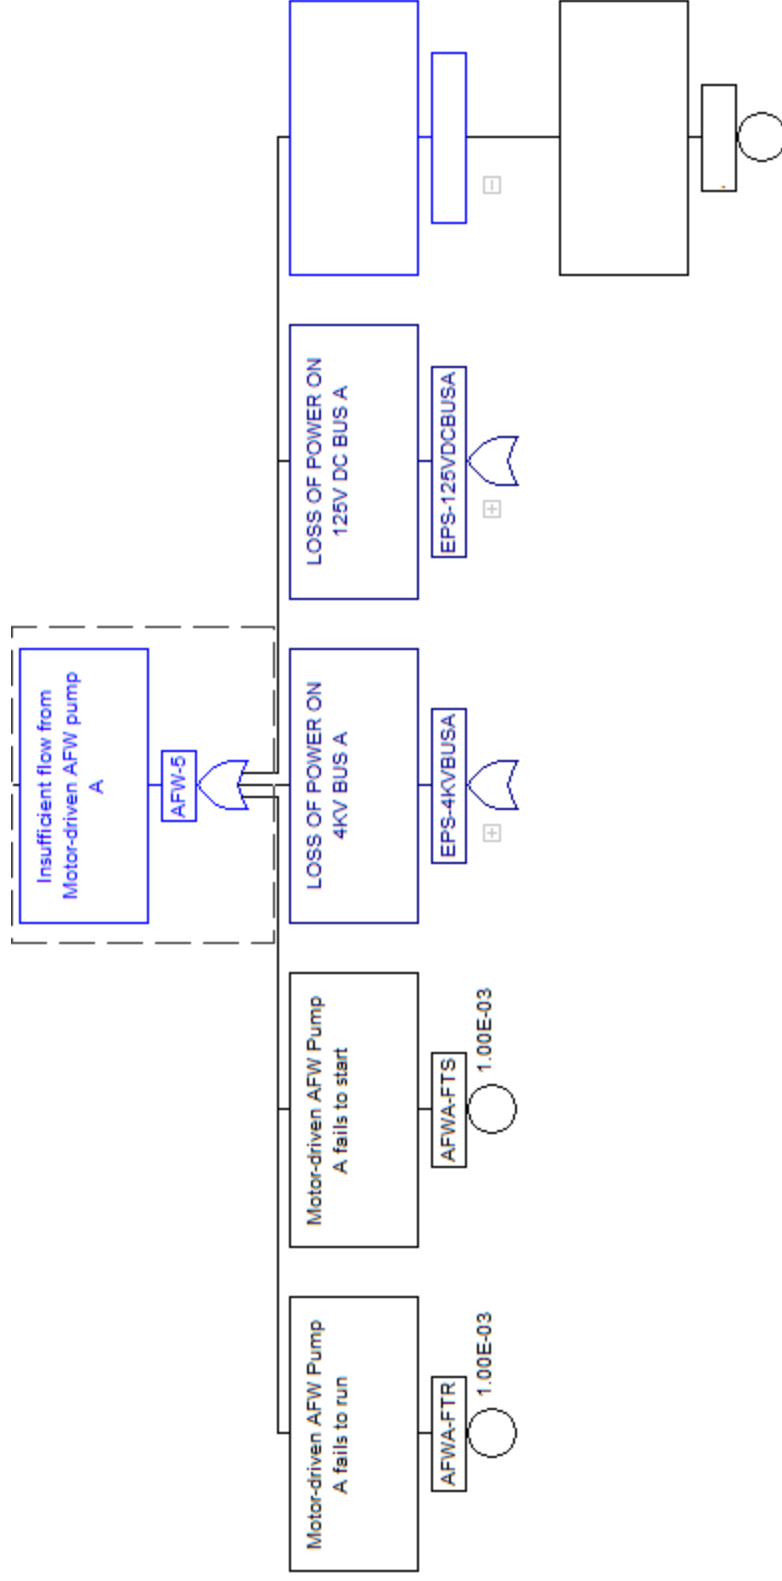 Insufficient flow from
Motor-driven AFW pump
A
AFW-5
Motor-driven AFW Pump
A fails to run
AFWA-FTR
1.00E-03
Motor-driven AFW Pump
A fails to start
AFWA-FTS
1.00E-03
LOSS OF POWER ON
4KV BUS A
EPS-4KVBUSA
LOSS OF POWER ON
125V DC BUS A
EPS-125VDCBUSA